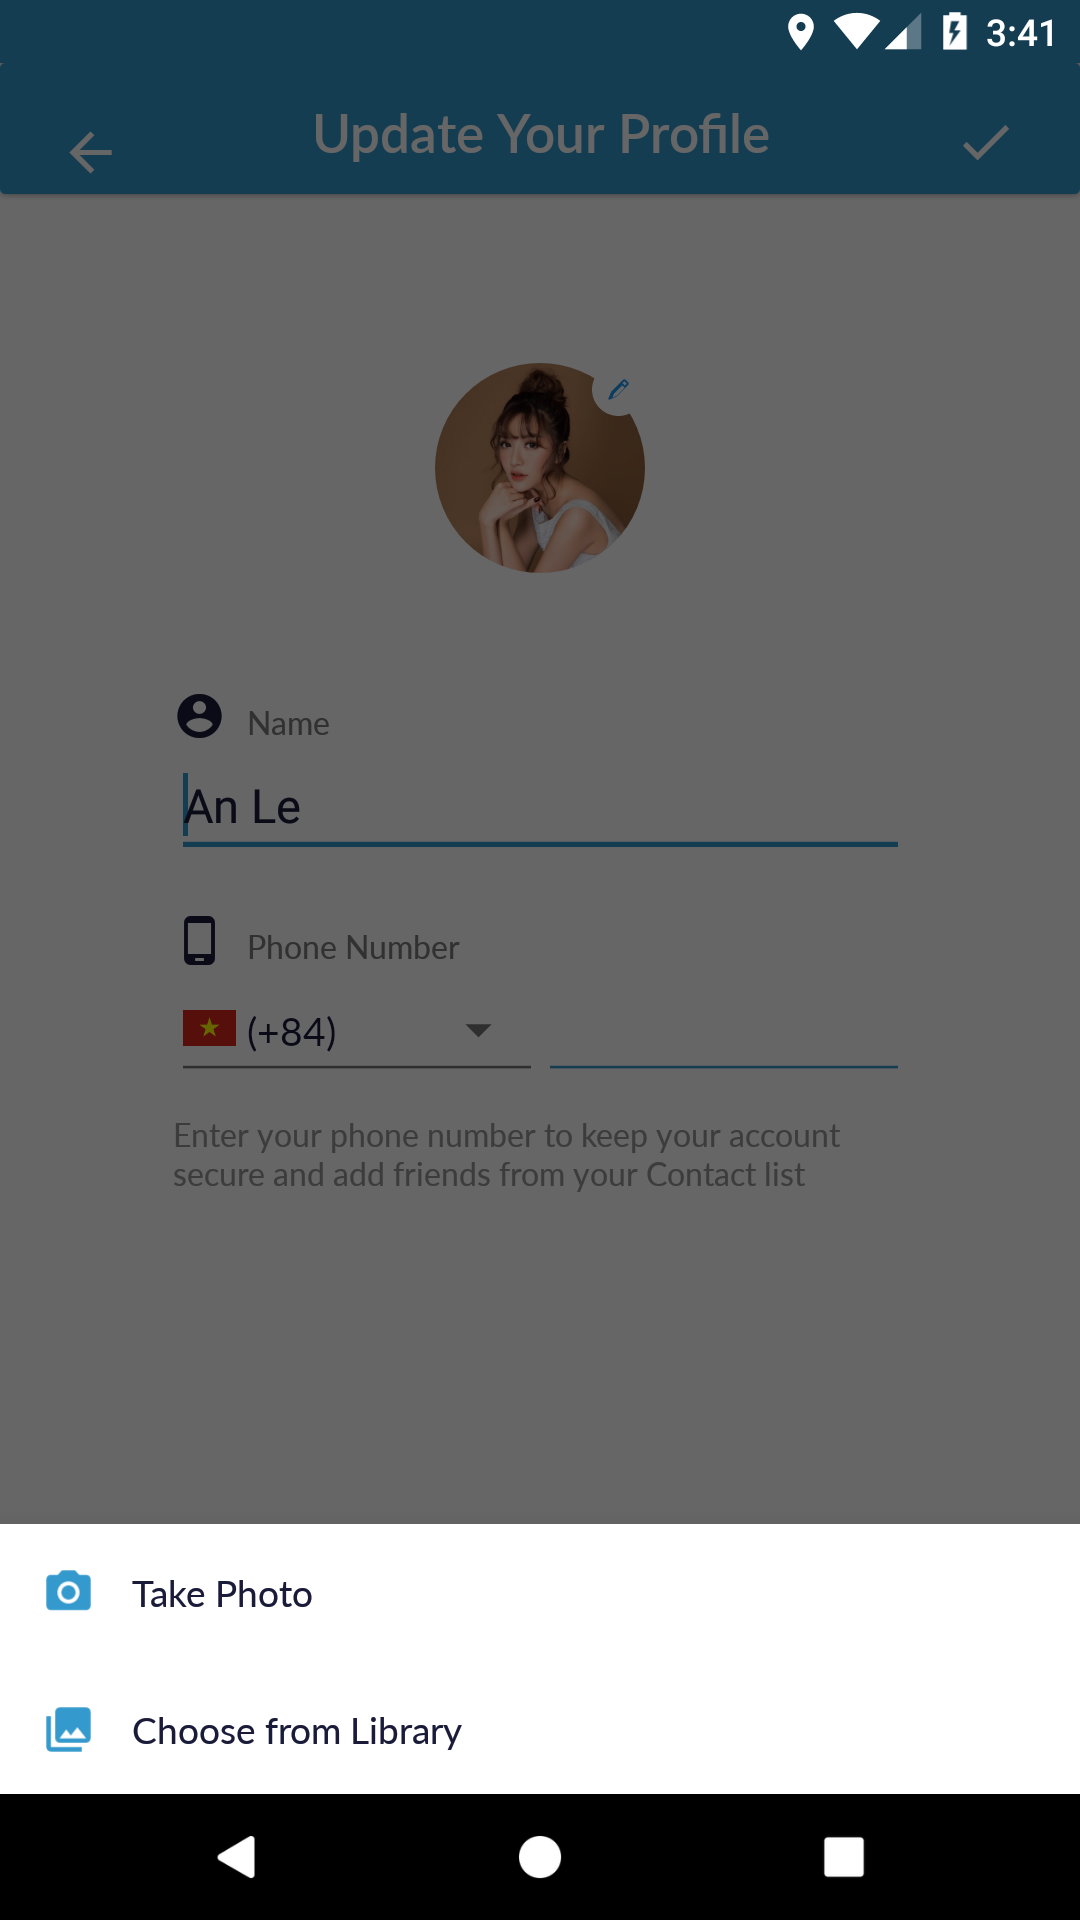 3:41
Update Your Profile
Name
An Le
Phone Number
(+84)
Enter your phone number to keep your account
secure and add friends from your Contact list
Take Photo
Choose from Library